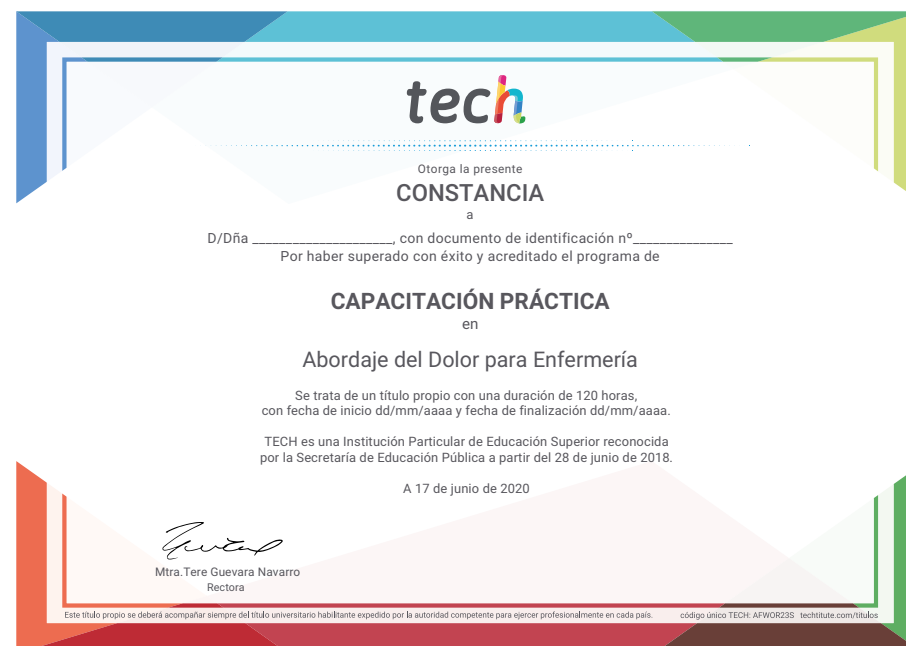 tech
Otorga la presente
CONSTANCIA
a
D/Dña _____________________, con documento de identificación nº_______________
Por haber superado con éxito y acreditado el programa de
CAPACITACIÓN PRÁCTICA
en
Abordaje del Dolor para Enfermería
Se trata de un título propio con una duración de 120 horas,
con fecha de inicio dd/mm/aaaa y fecha de finalización dd/mm/aaaa.
TECH es una Institución Particular de Educación Superior reconocida
por la Secretaría de Educación Pública a partir del 28 de junio de 2018.
A 17 de junio de 2020
Mtra.Tere Guevara Navarro
Rectora
Este título propio se deberá acompañar siempre del título universitario habilitante expedido por la autoridad competente para ejercer profesionalmente en cada país. código único TECH: AFWOR23S techtitute.com/titulos